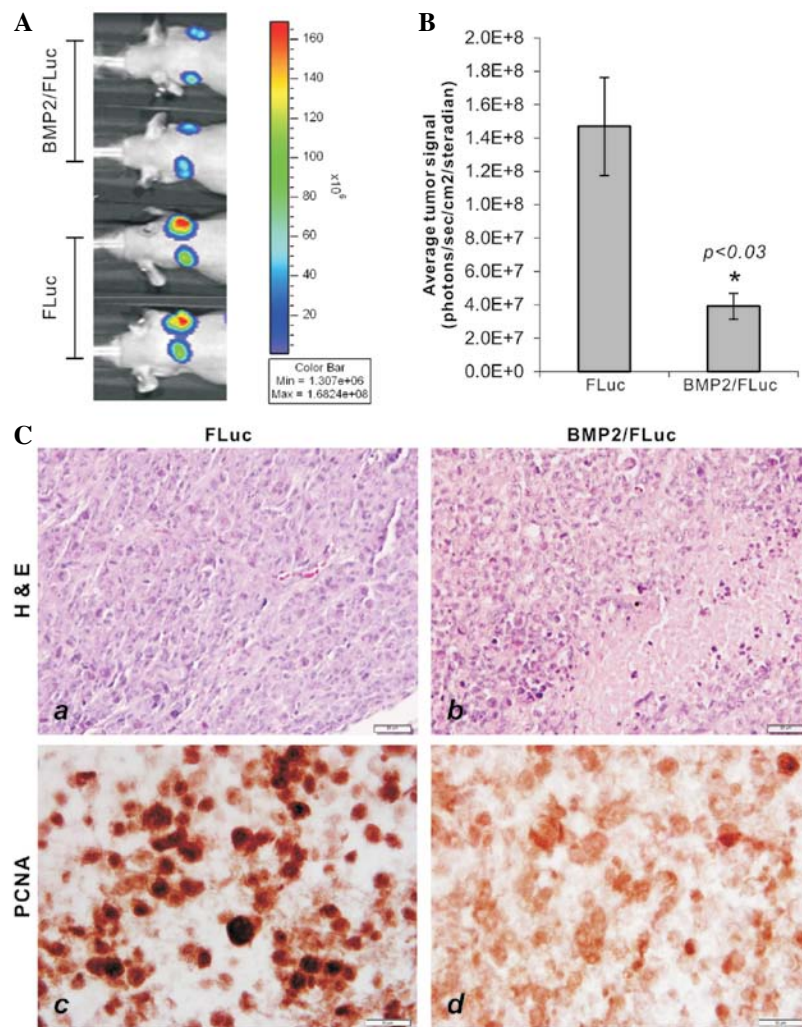 A
BMP2/FLuc
FLuc
160
140
120
100
80
60
40
20
x10⁶
Color Bar
Min = 1.307e+06
Max = 1.6824e+08
B
Average tumor signal
(photons/sec/cm2/steradian)
2.0E+8
1.8E+8
1.6E+8
1.4E+8
1.2E+8
1.0E+8
8.0E+7
6.0E+7
4.0E+7
2.0E+7
0.0E+0
p<0.03
*
FLuc
BMP2/FLuc
C
FLuc
BMP2/FLuc
H & E
a
b
PCNA
c
d